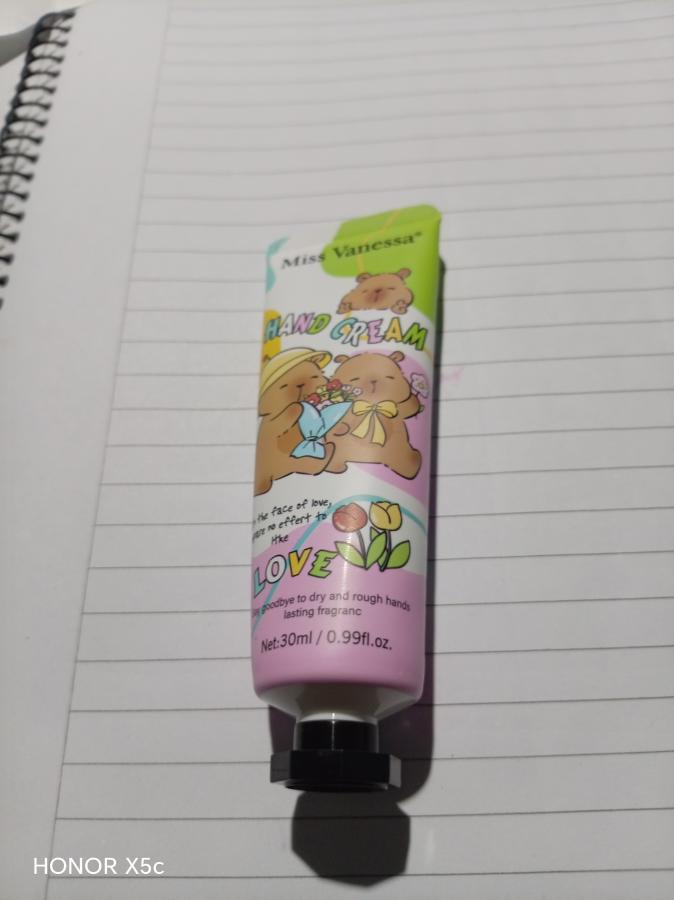 Miss Vanessa®
HAND CREAM
the face of love,
no effort to
the
LOVE
goodbye to dry and rough hands
lasting fragranc
Net:30ml / 0.99fl.oz.
HONOR X5c